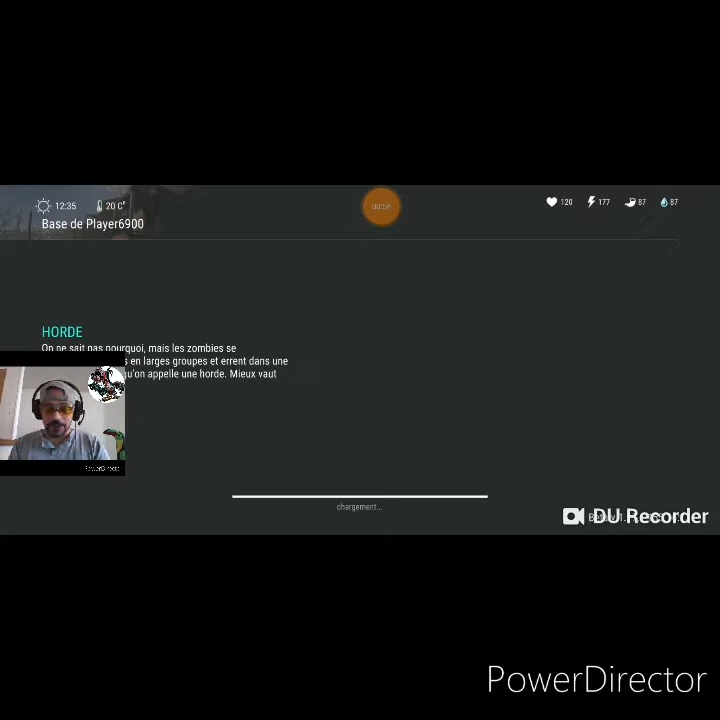 12:35
20 C°
120
177
87
87
Base de Player6900
HORDE
On ne sait pas pourquoi, mais les zombies se
en larges groupes et errent dans une
qu'on appelle une horde. Mieux vaut
PowerDirecto
chargement...
DU Recorder
PowerDirector